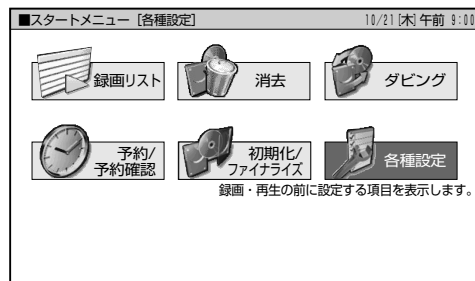 ■スタートメニュー［各種設定］ 10/21[木]午前 9:00
録画リスト 消去 ダビング
予約/ 初期化/ 各種設定
予約確認 ファイナライズ
録画・再生の前に設定する項目を表示します。